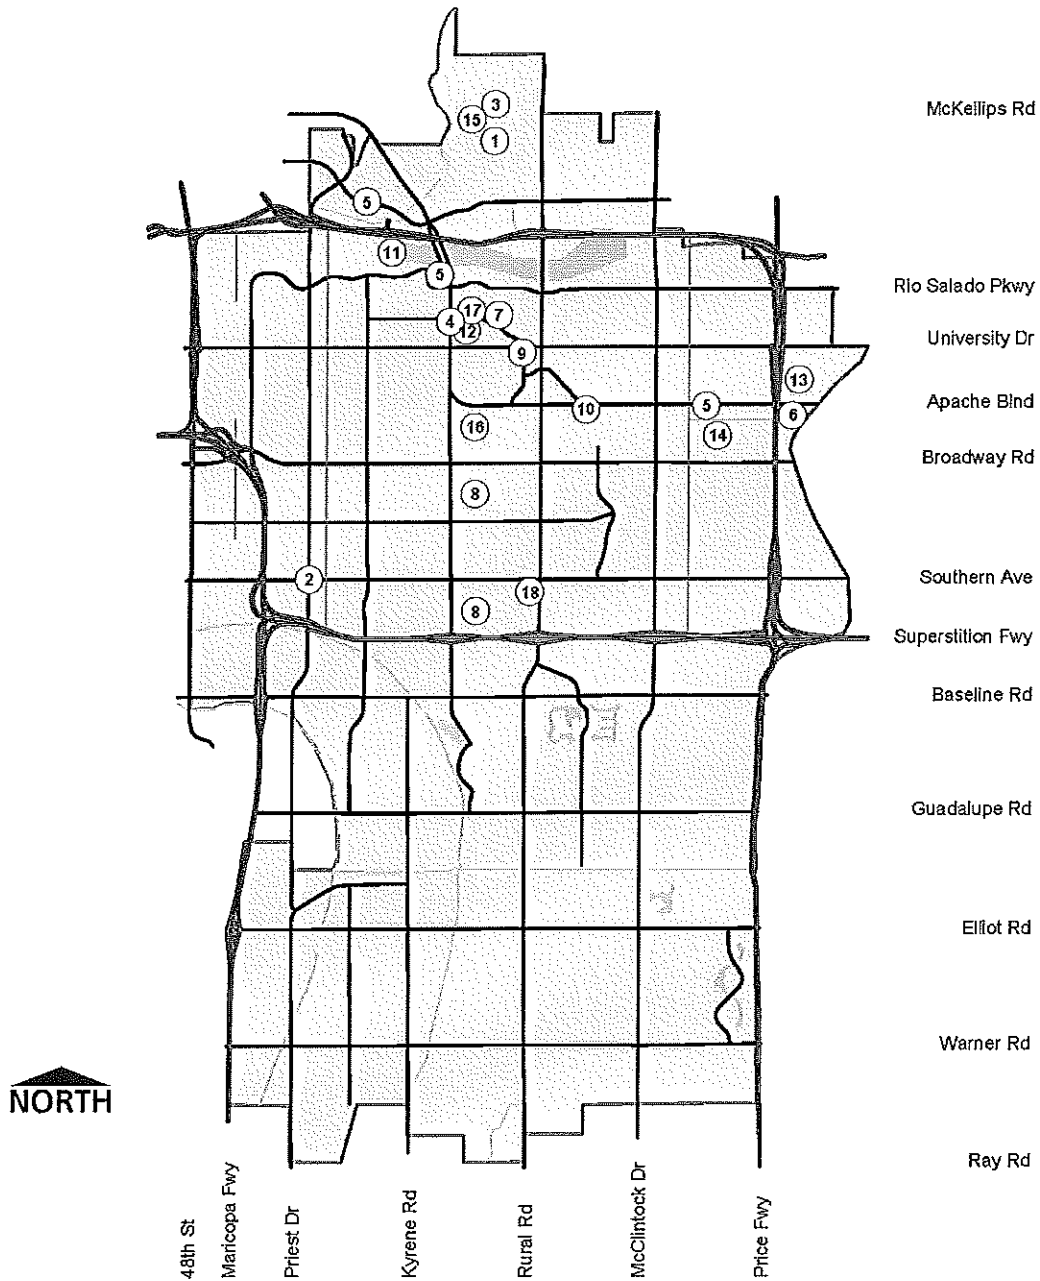 McKellips Rd
3
15
1
5
11
5
Rio Salado Pkwy
17
7
4
12
University Dr
9
13
Apache Blnd
5
10
6
16
14
Broadway Rd
8
Southern Ave
2
18
8
Superstition Fwy
Baseline Rd
Guadalupe Rd
Elliot Rd
Warner Rd
NORTH
Ray Rd
48th St
Maricopa Fwy
Priest Dr
Kyrene Rd
Rural Rd
McClintock Dr
Price Fwy